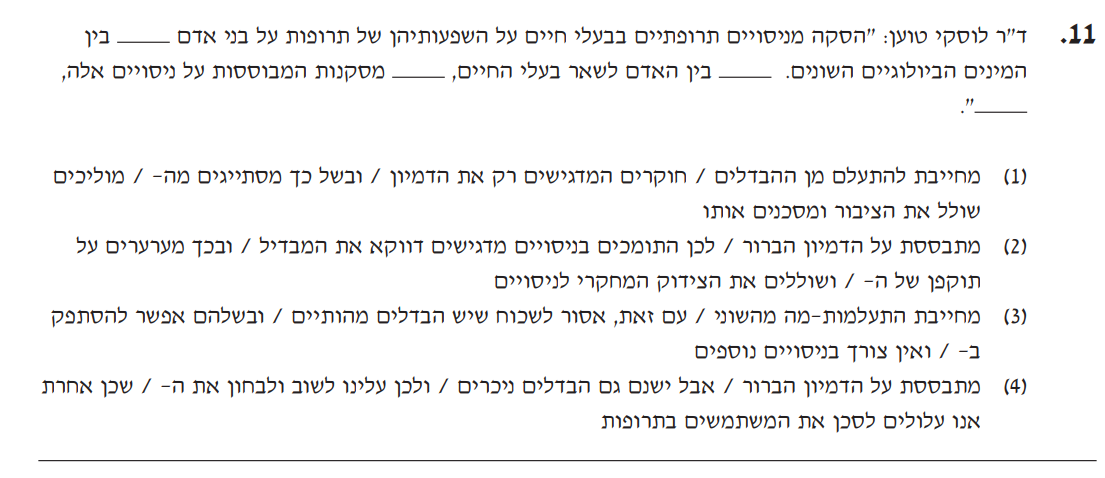 11. ד"ר לוסקי טוען: "הסקה מניסויים תרופתיים בבעלי חיים על השפעותיהן של תרופות על בני אדם _____ בין
המינים הביולוגיים השונים. _____ בין האדם לשאר בעלי החיים, _____ מסקנות המבוססות על ניסויים אלה,
_____".
(1) מחייבת להתעלם מן ההבדלים / חוקרים המדגישים רק את הדמיון / ובשל כך מסתייגים מה- / מוליכים
שולל את הציבור ומסכנים אותו
(2) מתבססת על הדמיון הברור / לכן התומכים בניסויים מדגישים דווקא את המבדיל / ובכך מערערים על
תוקפן של ה- / ושוללים את הצידוק המחקרי לניסויים
(3) מחייבת התעלמות-מה מהשוני / עם זאת, אסור לשכוח שיש הבדלים מהותיים / ובשלהם אפשר להסתפק
ב- / ואין צורך בניסויים נוספים
(4) מתבססת על הדמיון הברור / אבל ישנם גם הבדלים ניכרים / ולכן עלינו לשוב ולבחון את ה- / שכן אחרת
אנו עלולים לסכן את המשתמשים בתרופות